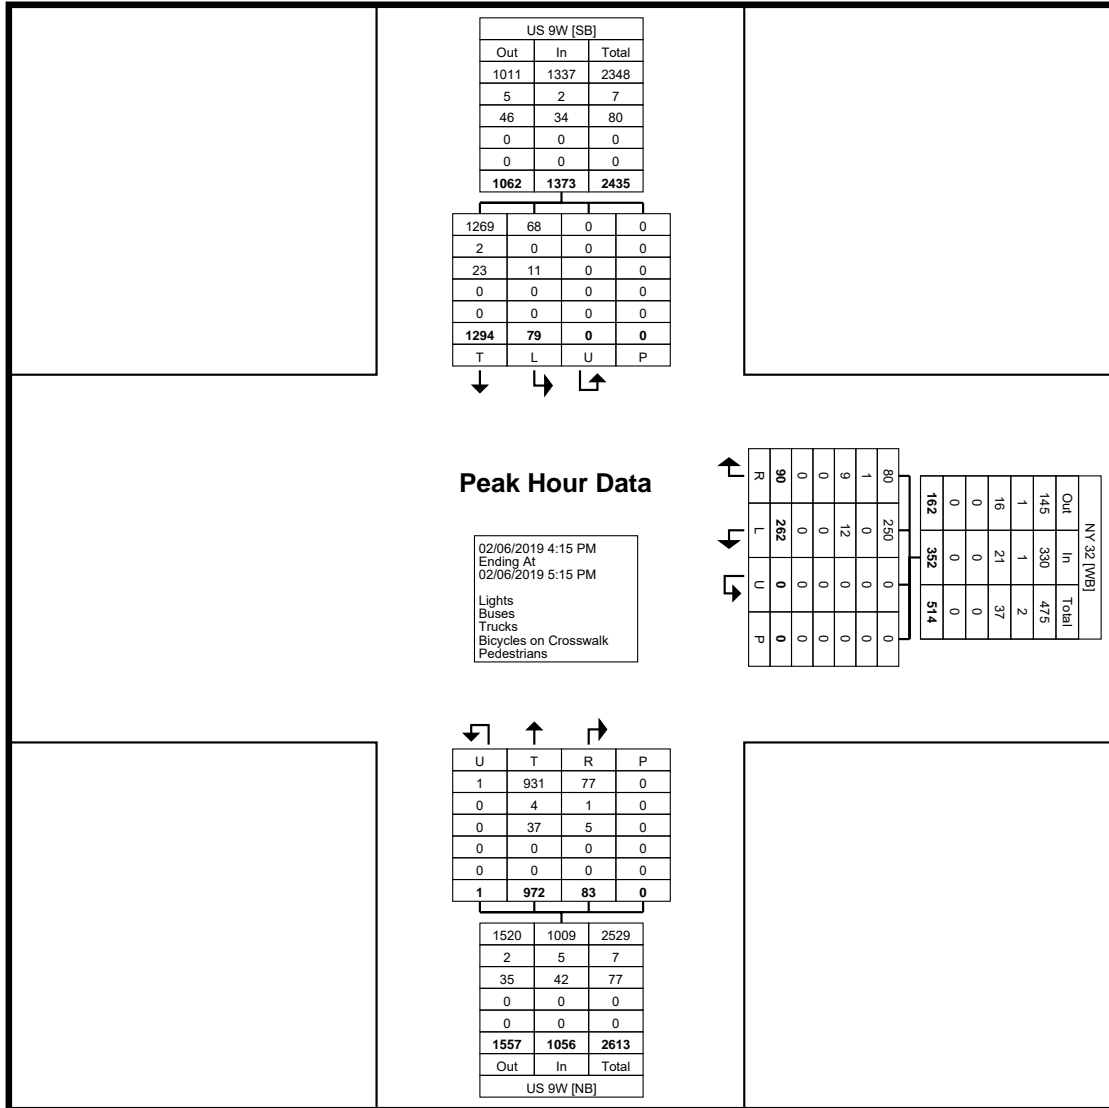 US 9W [SB]
Out In Total
1011 1337 2348
5 2 7
46 34 80
0 0 0
0 0 0
1062 1373 2435
1269 68 0 0
2 0 0 0
23 11 0 0
0 0 0 0
0 0 0 0
1294 79 0 0
T L U P
Peak Hour Data
02/06/2019 4:15 PM
Ending At
02/06/2019 5:15 PM
Lights
Buses
Trucks
Bicycles on Crosswalk
Pedestrians
NY 32 [WB]
Out In Total
145 330 475
1 1 2
16 21 37
0 0 0
0 0 0
162 352 514
80 250 0 0
1 0 0 0
9 12 0 0
0 0 0 0
0 0 0 0
90 262 0 0
R L U P
U T R P
1 931 77 0
0 4 1 0
0 37 5 0
0 0 0 0
0 0 0 0
1 972 83 0
1520 1009 2529
2 5 7
35 42 77
0 0 0
0 0 0
1557 1056 2613
Out In Total
US 9W [NB]